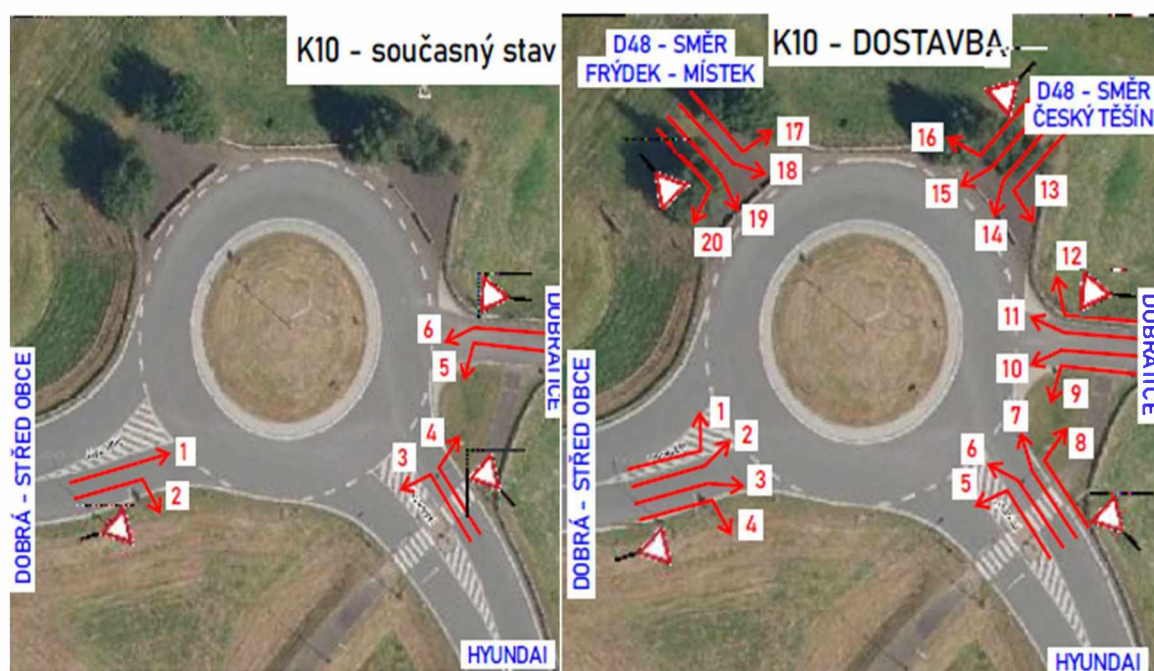 K10 - současný stav
6
5
4
3
1
2
DOBRÁ - STŘED OBCE
DOBRATICE
HYUNDAI
K10 - DOSTAVBA
D48 - SMĚR
FRÝDEK - MÍSTEK
D48 - SMĚR
ČESKÝ TĚŠÍN
17
16
18
15
13
20
19
14
12
11
10
9
1
2
7
8
6
3
5
4
DOBRÁ - STŘED OBCE
DOBRATICE
HYUNDAI